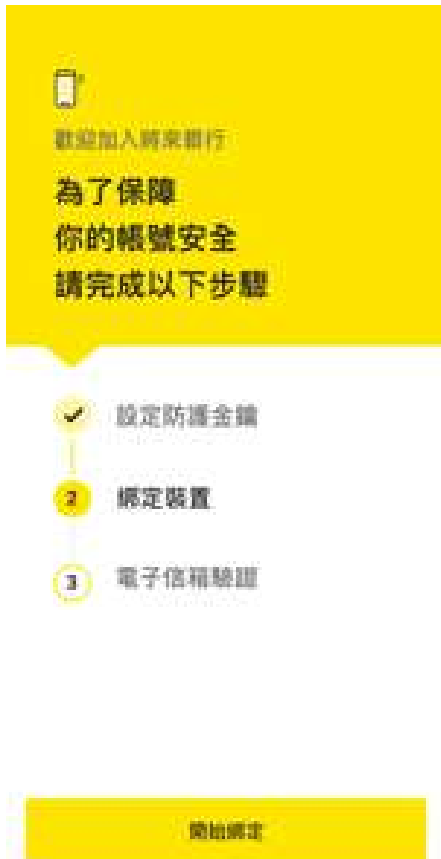 歡迎加入將來銀行
為了保障
你的帳號安全
請完成以下步驟
設定防護金鑰
2
綁定裝置
3
電子信箱驗證
開始綁定